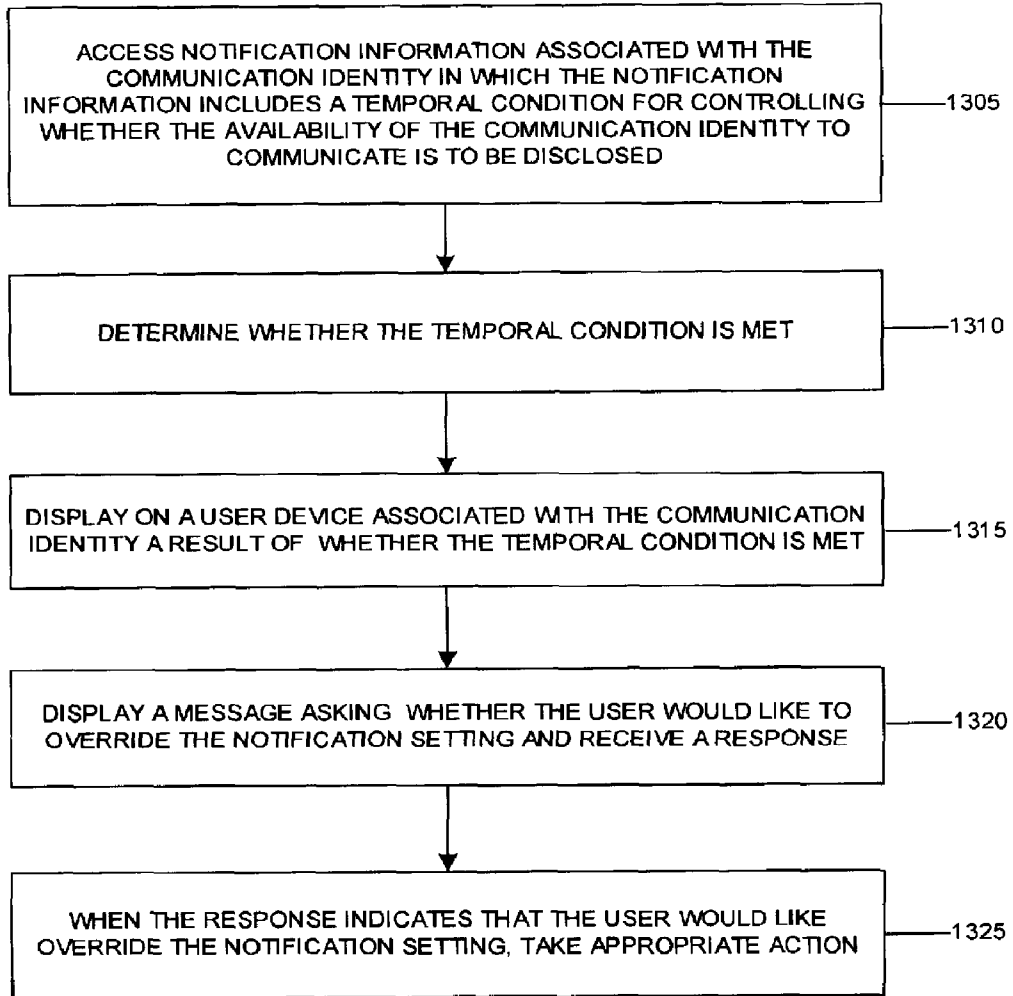 ACCESS NOTIFICATION INFORMATION ASSOCIATED WITH THE
COMMUNICATION IDENTITY IN WHICH THE NOTIFICATION
INFORMATION INCLUDES A TEMPORAL CONDITION FOR CONTROLLING
WHETHER THE AVAILABILITY OF THE COMMUNICATION IDENTITY TO
COMMUNICATE IS TO BE DISCLOSED
1305
DETERMINE WHETHER THE TEMPORAL CONDITION IS MET
1310
DISPLAY ON A USER DEVICE ASSOCIATED WITH THE COMMUNICATION
IDENTITY A RESULT OF WHETHER THE TEMPORAL CONDITION IS MET
1315
DISPLAY A MESSAGE ASKING WHETHER THE USER WOULD LIKE TO
OVERRIDE THE NOTIFICATION SETTING AND RECEIVE A RESPONSE
1320
WHEN THE RESPONSE INDICATES THAT THE USER WOULD LIKE
OVERRIDE THE NOTIFICATION SETTING, TAKE APPROPRIATE ACTION
1325